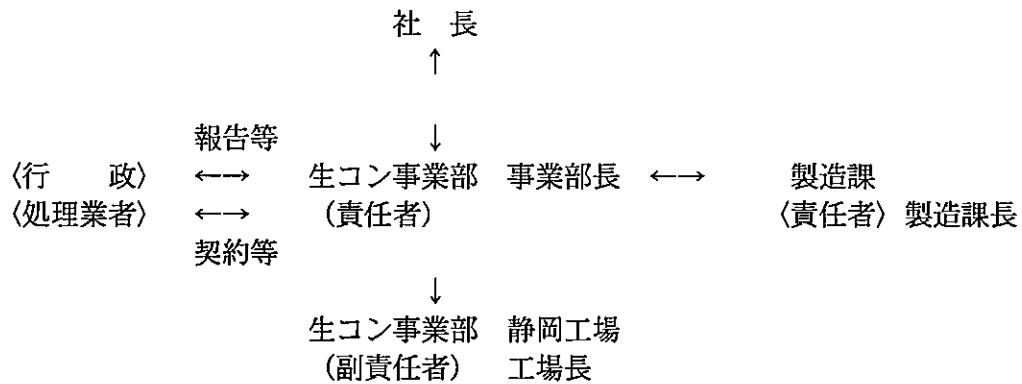 社　長
↑
↓
報告等
〈行　　政〉　←→　生コン事業部　事業部長　←→　製造課
〈処理業者〉　←→　（責任者）　〈責任者〉製造課長
契約等
↓
生コン事業部　静岡工場
（副責任者）　工場長